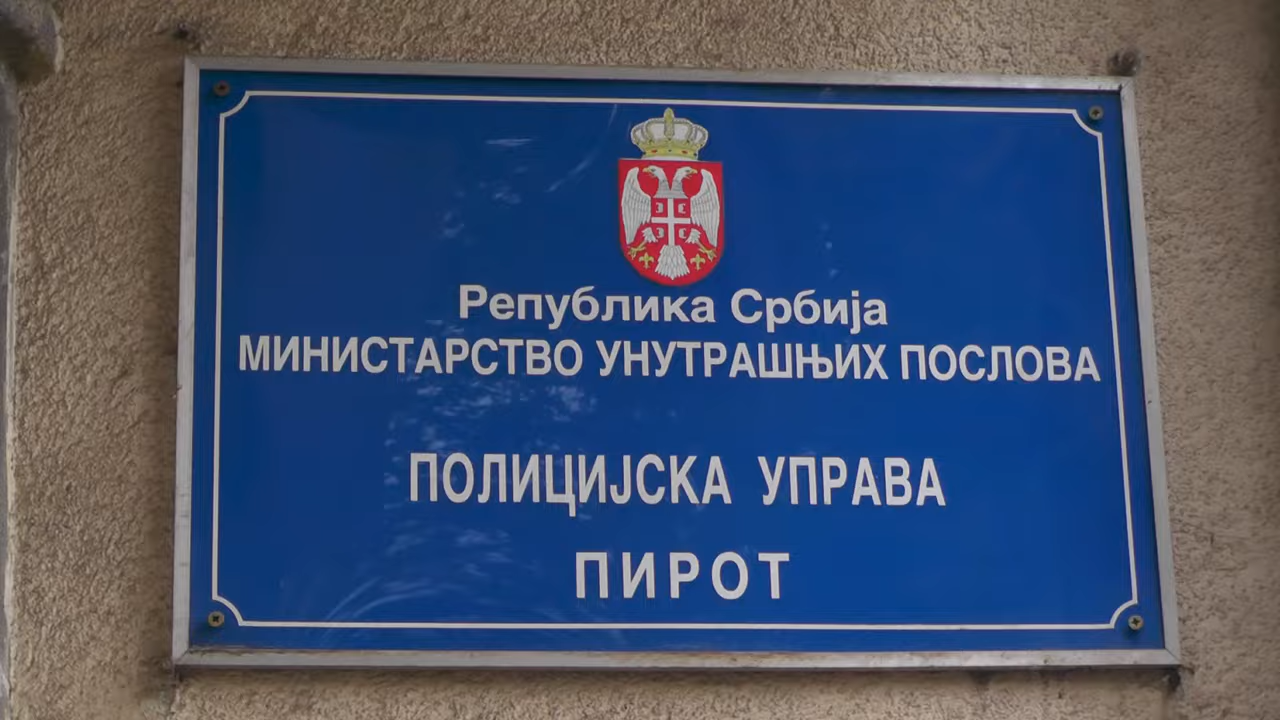 Република Србија
МИНИСТАРСТВО УНУТРАШЊИХ ПОСЛОВА
ПОЛИЦИЈСКА УПРАВА
ПИРОТ